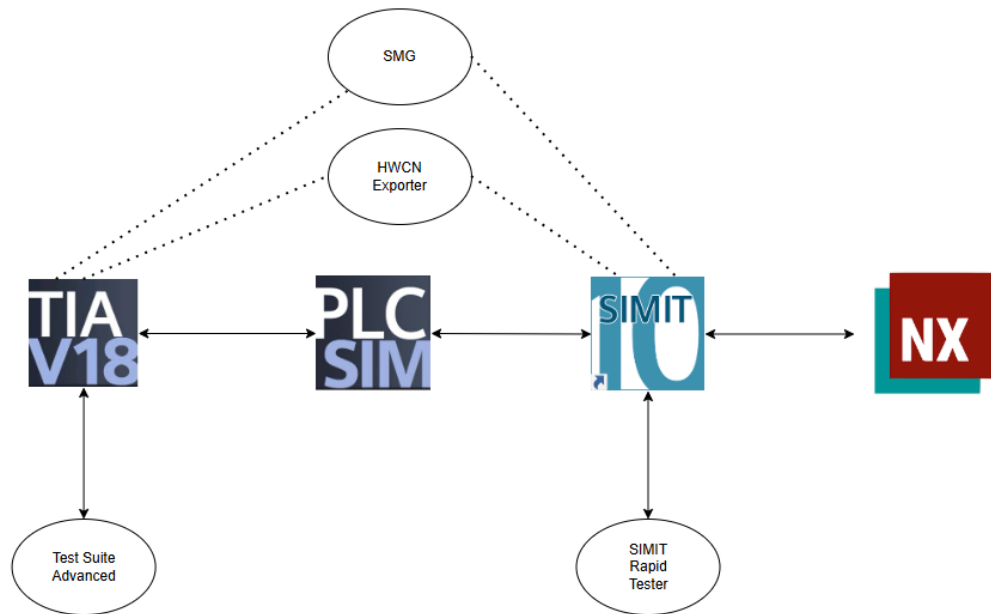 SMG
HWCN
Exporter
TIA
V18
PLC
SIM
10
SIMIT
NX
Test Suite
Advanced
SIMIT
Rapid
Tester